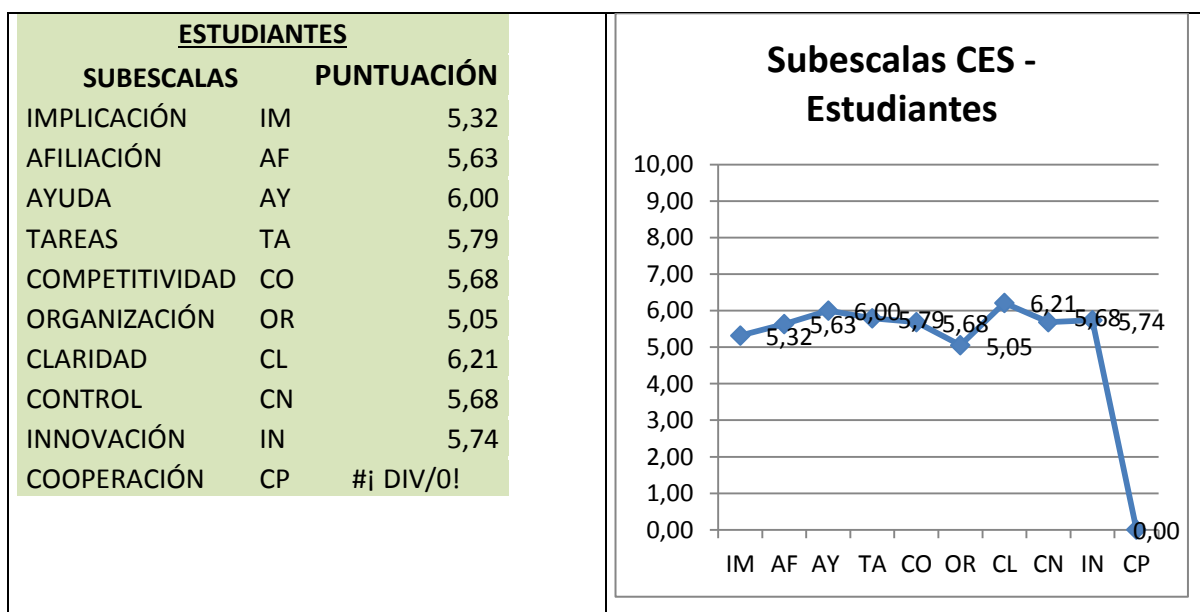 ESTUDIANTES
SUBESCALAS PUNTUACIÓN
IMPLICACIÓN IM 5,32
AFILIACIÓN AF 5,63
AYUDA AY 6,00
TAREAS TA 5,79
COMPETITIVIDAD CO 5,68
ORGANIZACIÓN OR 5,05
CLARIDAD CL 6,21
CONTROL CN 5,68
INNOVACIÓN IN 5,74
COOPERACIÓN CP #¡ DIV/0!
Subescalas CES -
Estudiantes
10,00
9,00
8,00
7,00
6,00
5,00
4,00
3,00
2,00
1,00
0,00
5,32 5,63 6,00 5,79 5,68 5,05 6,21 5,68 5,74 0,00
IM AF AY TA CO OR CL CN IN CP